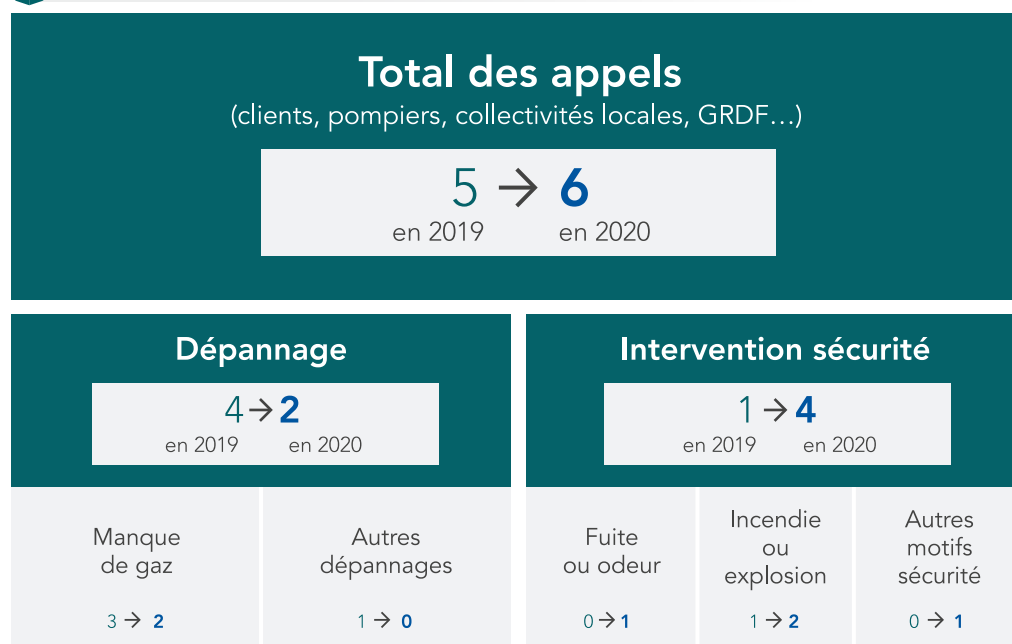 Total des appels
(clients, pompiers, collectivités locales, GRDF...)
5 → 6
en 2019 en 2020
Dépannage
4 → 2
en 2019 en 2020
Intervention sécurité
1 → 4
en 2019 en 2020
Manque
de gaz
3 → 2
Autres
dépannages
1 → 0
Fuite
ou odeur
0 → 1
Incendie
ou
explosion
1 → 2
Autres
motifs
sécurité
0 → 1